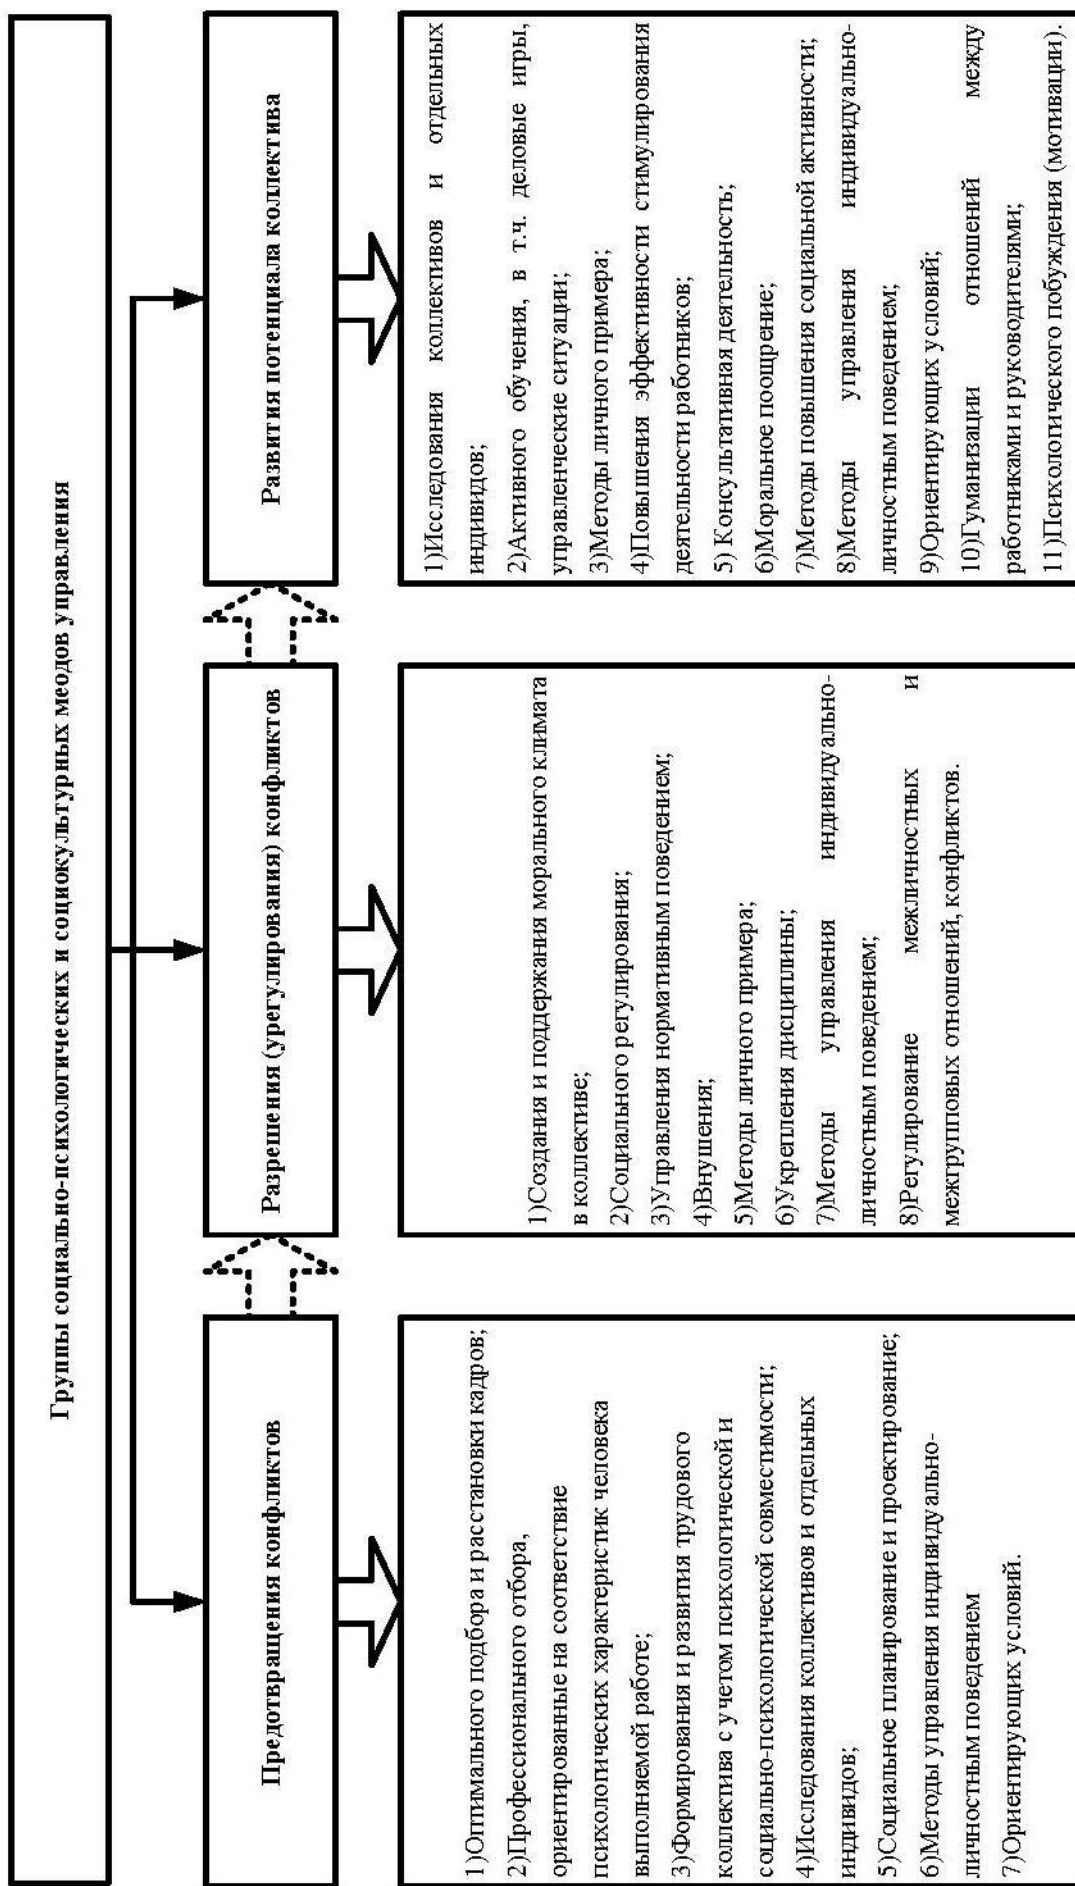 Группы социально-психологических и социокультурных меодов управления
Предотвращения конфликтов
Разрешения (урегулирования) конфликтов
Развития потенциала коллектива
1)Оптимального подбора и расстановки кадров;
2)Профессионального отбора,
ориентированные на соответствие
психологических характеристик человека
выполняемой работе;
3)Формирования и развития трудового
коллектива с учетом психологической и
социально-психологической совместимости;
4)Исследования коллективов и отдельных
индивидов;
5)Социальное планирование и проектирование;
6)Методы управления индивидуально-
личностным поведением
7)Ориентирующих условий.
1)Создания и поддержания морального климата
в коллективе;
2)Социального регулирования;
3)Управления нормативным поведением;
4)Внушения;
5)Методы личного примера;
6)Укрепления дисциплины;
7)Методы управления индивидуально-
личностным поведением;
8)Регулирование межличностных и
межгрупповых отношений, конфликтов.
1)Исследования коллективов и отдельных
индивидов;
2)Активного обучения, в т.ч. деловые игры,
управленческие ситуации;
3)Методы личного примера;
4)Повышения эффективности стимулирования
деятельности работников;
5) Консультативная деятельность;
6)Моральное поощрение;
7)Методы повышения социальной активности;
8)Методы управления индивидуально-
личностным поведением;
9)Ориентирующих условий;
10)Гуманизации отношений между
работниками и руководителями;
11)Психологического побуждения (мотивации).